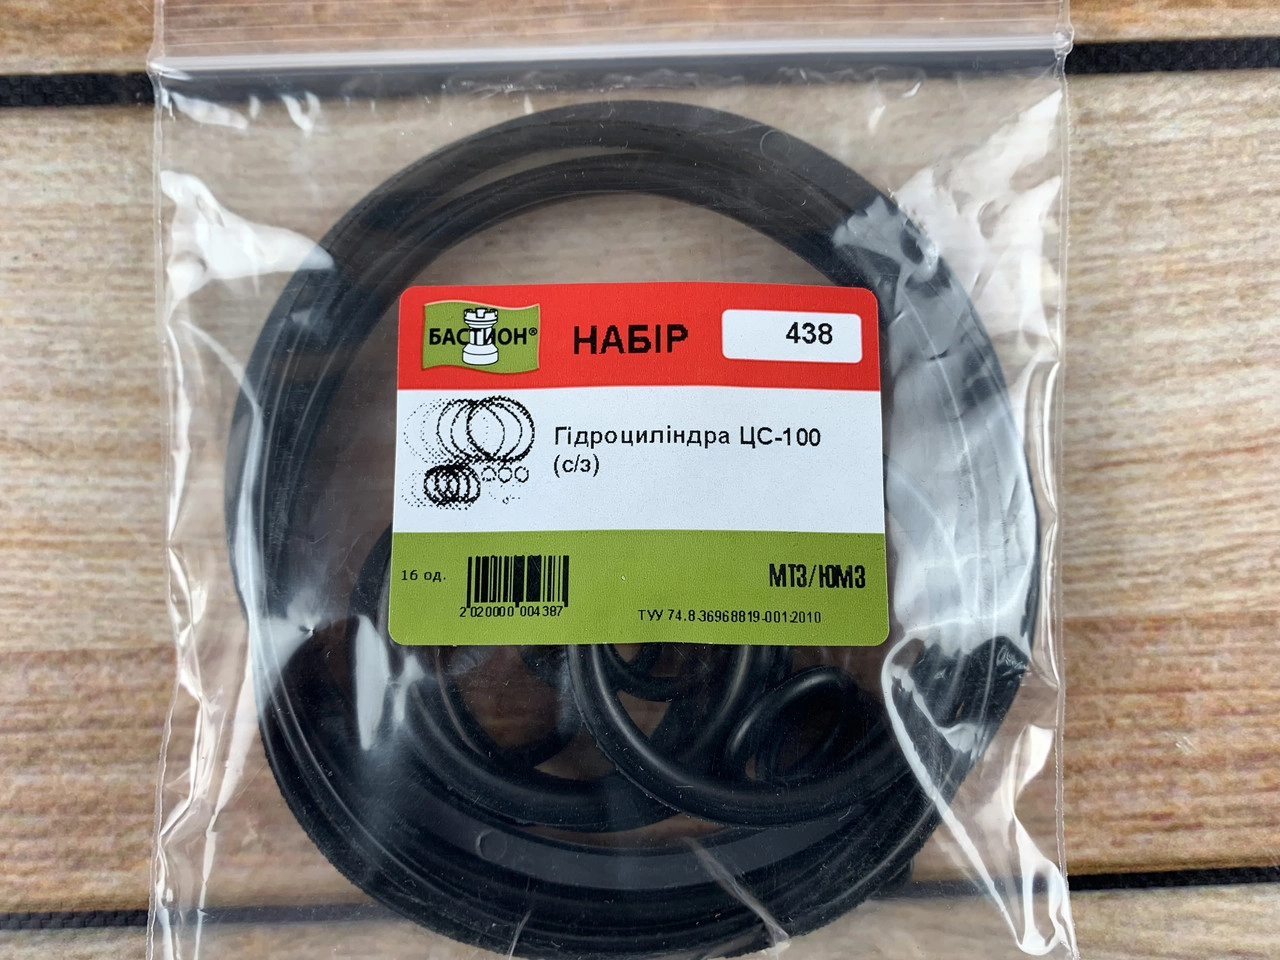 БАСТИОН®
НАБІР
438
Гідроциліндра ЦС-100
(с/з)
16 од.
2 020000 004387
МТЗ/ЮМЗ
ТУУ 74.8-36968819-001:2010